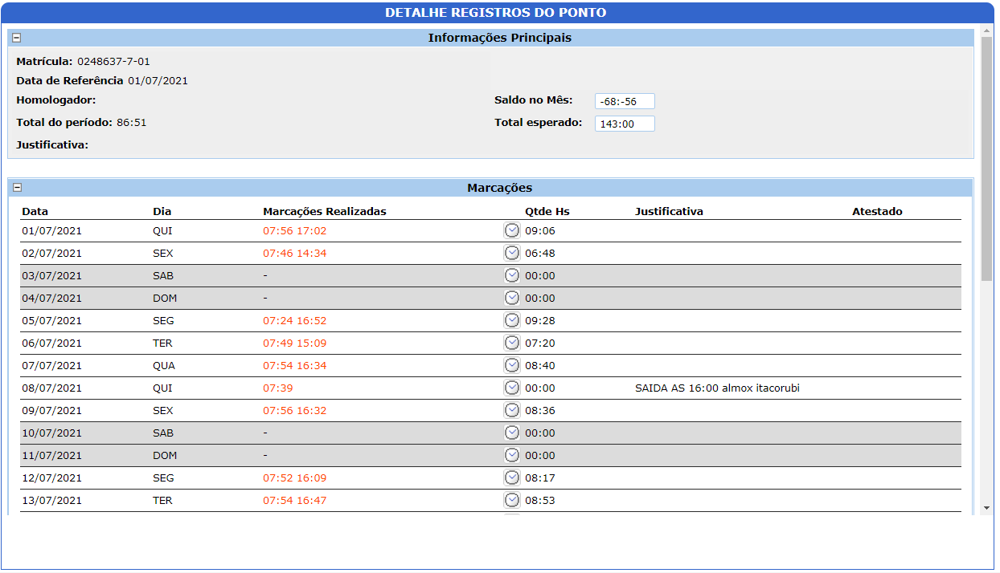 DETALHE REGISTROS DO PONTO
Informações Principais
Matrícula: 0248637-7-01
Data de Referência 01/07/2021
Homologador: Saldo no Mês: -68:-56
Total do período: 86:51 Total esperado: 143:00
Justificativa:
Marcações
Data Dia Marcações Realizadas Qtde Hs Justificativa Atestado
01/07/2021 QUI 07:56 17:02 09:06
02/07/2021 SEX 07:46 14:34 06:48
03/07/2021 SAB - 00:00
04/07/2021 DOM - 00:00
05/07/2021 SEG 07:24 16:52 09:28
06/07/2021 TER 07:49 15:09 07:20
07/07/2021 QUA 07:54 16:34 08:40
08/07/2021 QUI 07:39 00:00 SAIDA AS 16:00 almox itacorubi
09/07/2021 SEX 07:56 16:32 08:36
10/07/2021 SAB - 00:00
11/07/2021 DOM - 00:00
12/07/2021 SEG 07:52 16:09 08:17
13/07/2021 TER 07:54 16:47 08:53